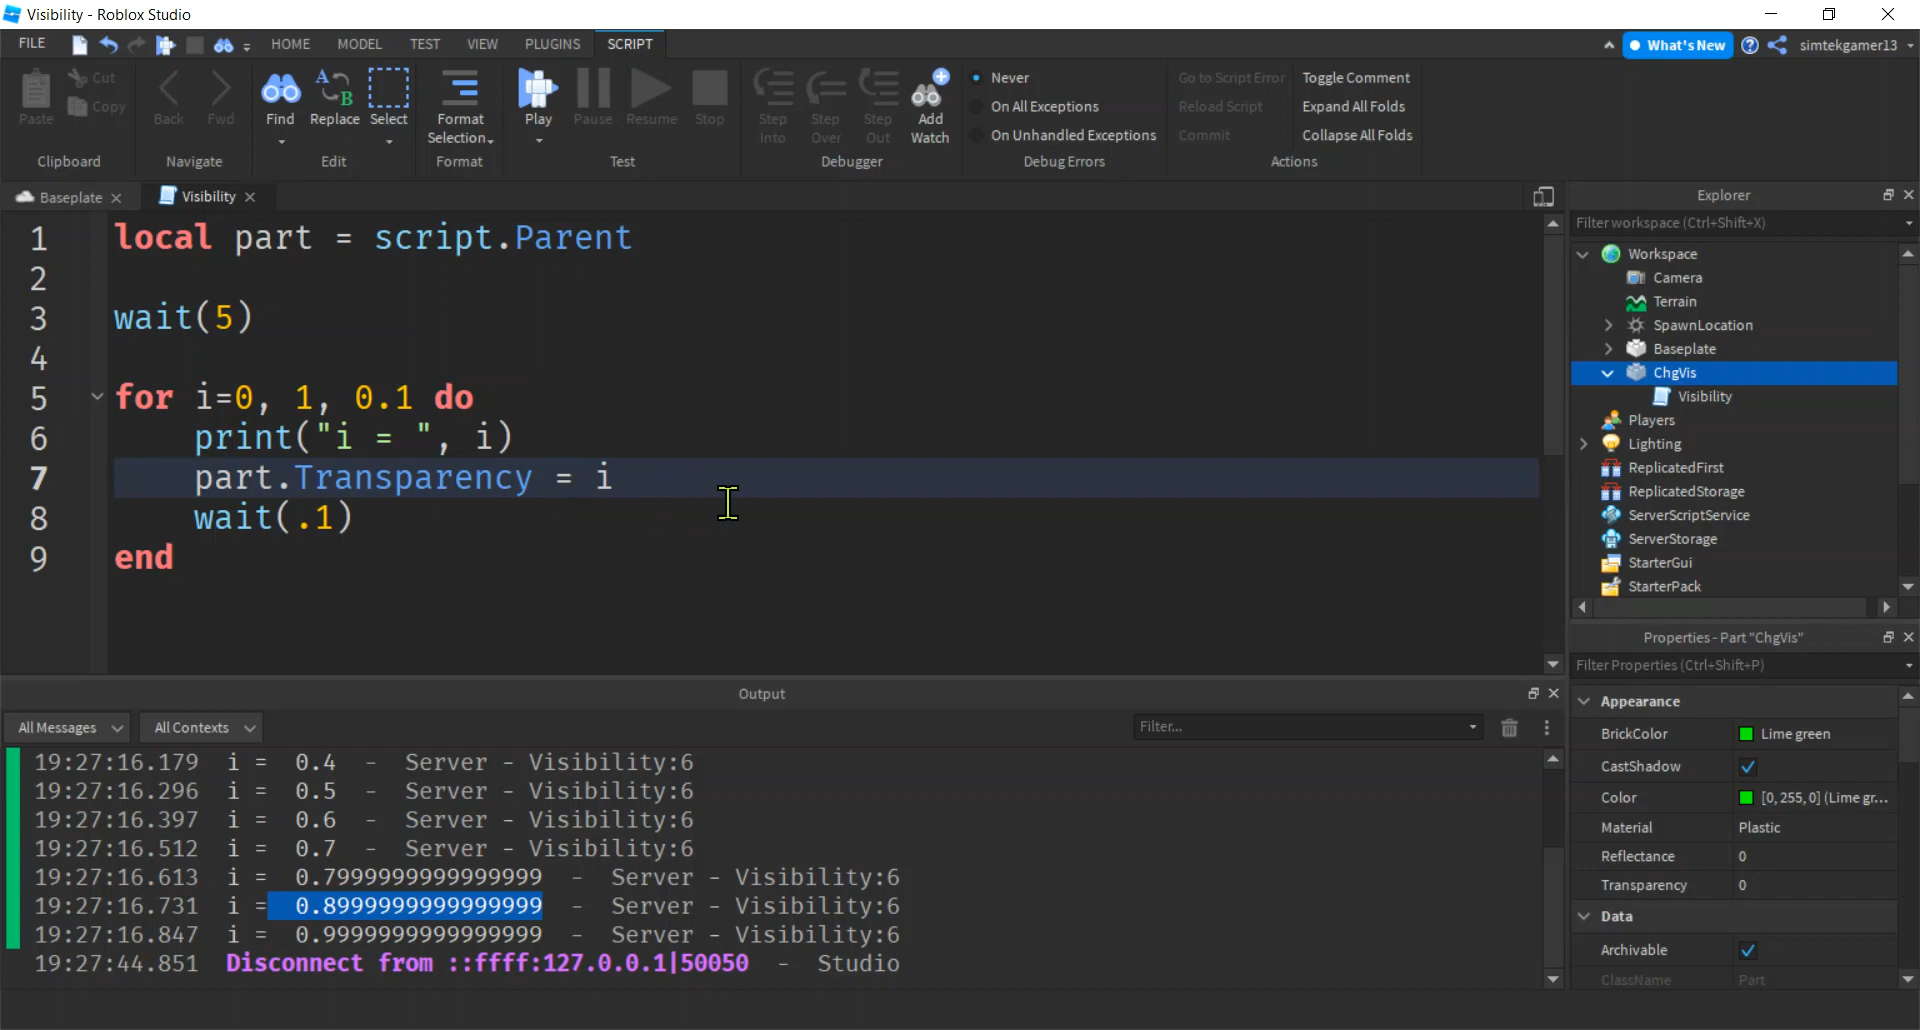 Visibility - Roblox Studio
FILE HOME MODEL TEST VIEW PLUGINS SCRIPT What's New simtekgamer13
Paste Cut Copy
Clipboard
Back Fwd
Navigate
Find Replace Select
Edit
Format Selection
Format
Play Pause Resume Stop
Test
Step Into Step Over Step Out Add Watch
Debugger
Never
On All Exceptions
On Unhandled Exceptions
Debug Errors
Go to Script Error Toggle Comment
Reload Script Expand All Folds
Commit Collapse All Folds
Actions
Baseplate Visibility
1 local part = script.Parent
2
3 wait(5)
4
5 for i=0, 1, 0.1 do
6 print("i = ", i)
7 part.Transparency = i
8 wait(.1)
9 end
Output
All Messages All Contexts Filter...
19:27:16.179 i = 0.4 - Server - Visibility:6
19:27:16.296 i = 0.5 - Server - Visibility:6
19:27:16.397 i = 0.6 - Server - Visibility:6
19:27:16.512 i = 0.7 - Server - Visibility:6
19:27:16.613 i = 0.7999999999999999 - Server - Visibility:6
19:27:16.731 i = 0.8999999999999999 - Server - Visibility:6
19:27:16.847 i = 0.9999999999999999 - Server - Visibility:6
19:27:44.851 Disconnect from ::ffff:127.0.0.1|50050 - Studio
Explorer
Filter workspace (Ctrl+Shift+X)
Workspace
Camera
Terrain
SpawnLocation
Baseplate
ChgVis
Visibility
Players
Lighting
ReplicatedFirst
ReplicatedStorage
ServerScriptService
ServerStorage
StarterGui
StarterPack
Properties - Part "ChgVis"
Filter Properties (Ctrl+Shift+P)
Appearance
BrickColor Lime green
CastShadow
Color [0, 255, 0] (Lime gr...
Material Plastic
Reflectance 0
Transparency 0
Data
Archivable
ClassName Part